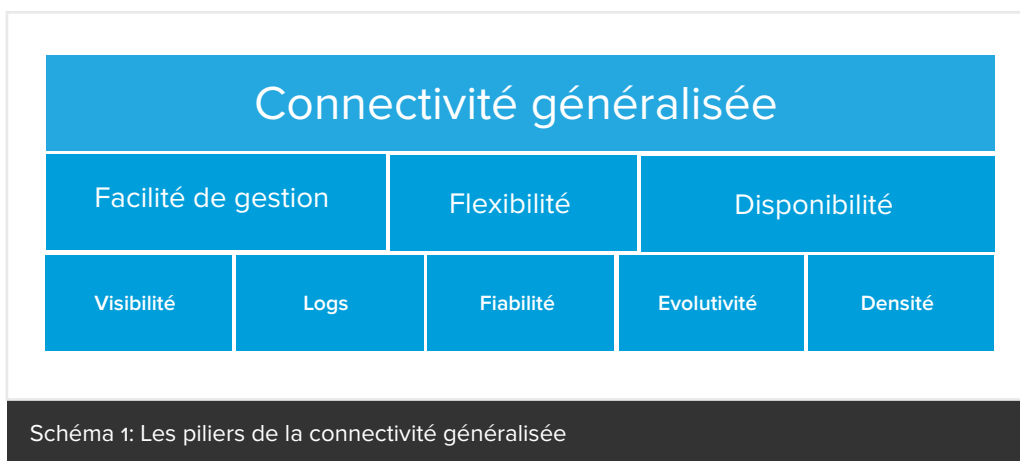 Connectivité généralisée
Facilité de gestion
Flexibilité
Disponibilité
Visibilité
Logs
Fiabilité
Evolutivité
Densité
Schéma 1: Les piliers de la connectivité généralisée